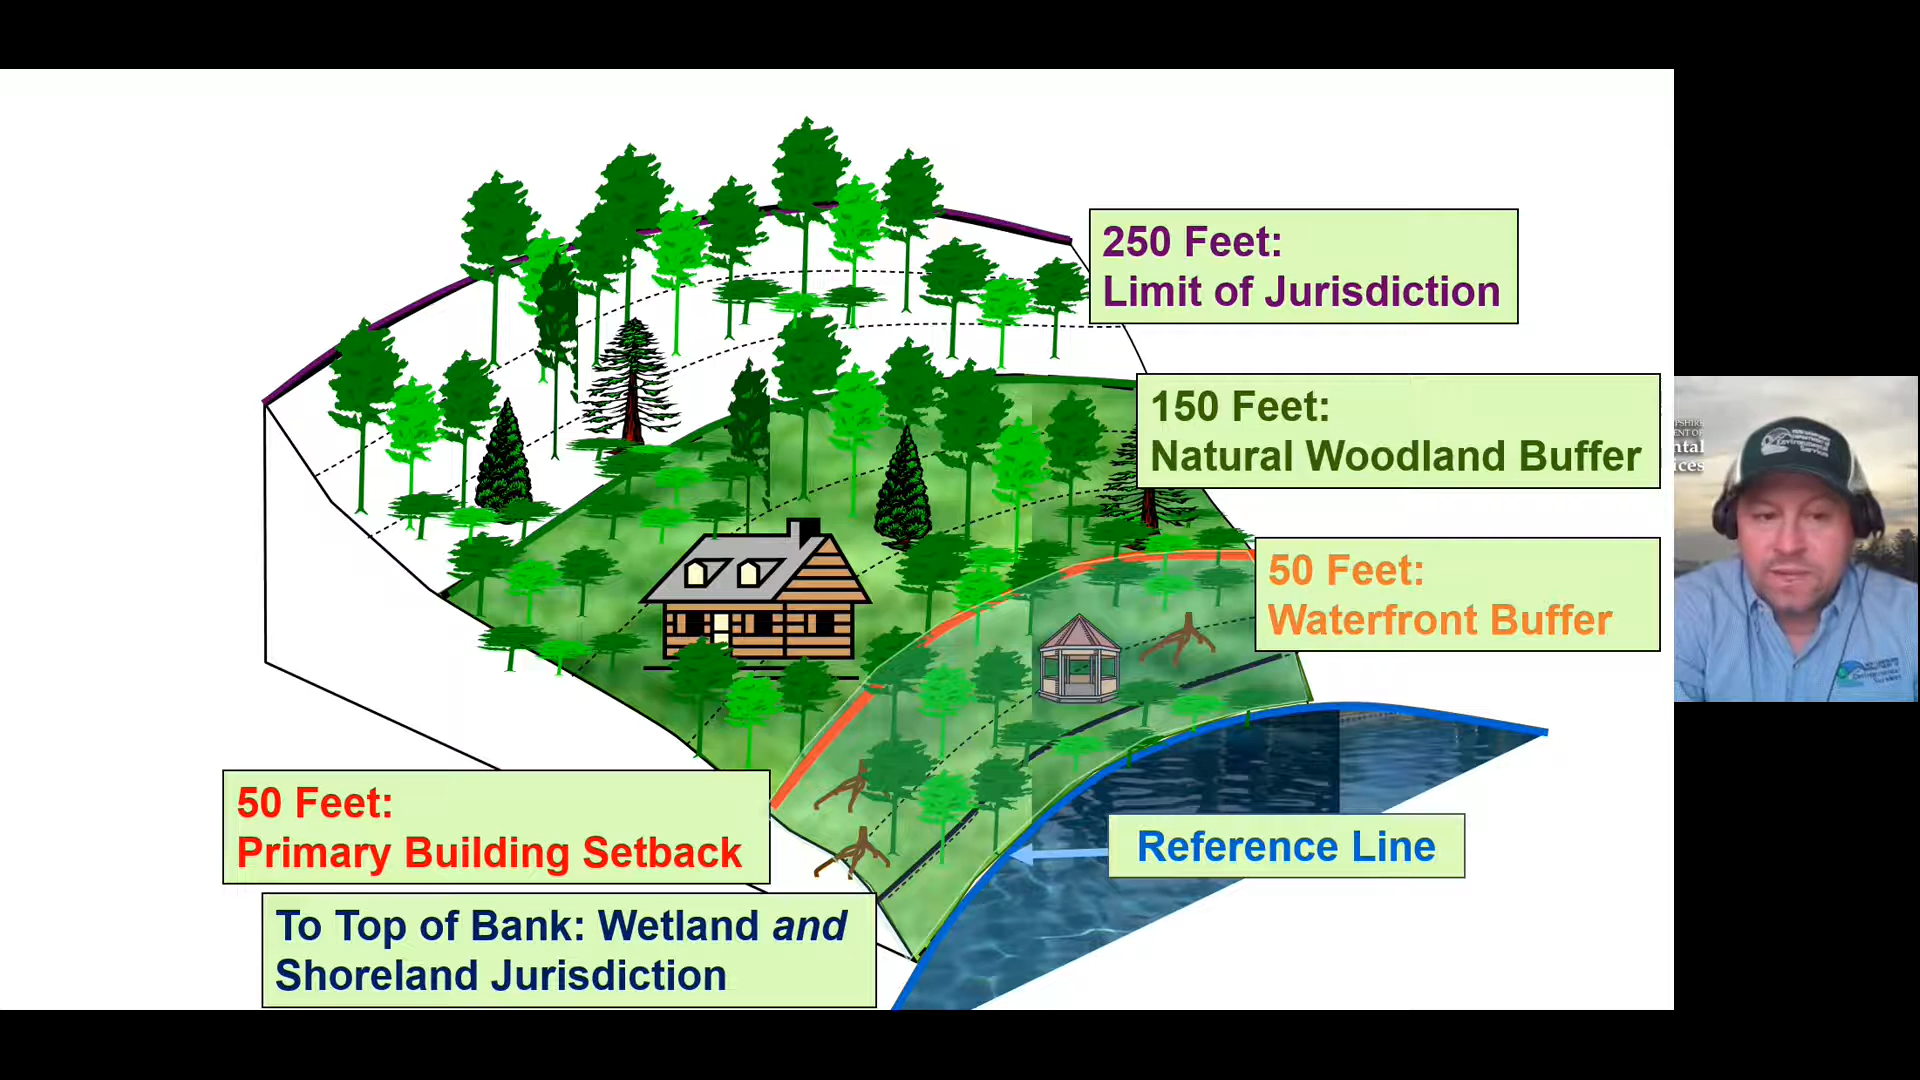 250 Feet:
Limit of Jurisdiction
150 Feet:
Natural Woodland Buffer
50 Feet:
Waterfront Buffer
50 Feet:
Primary Building Setback
Reference Line
To Top of Bank: Wetland and
Shoreland Jurisdiction